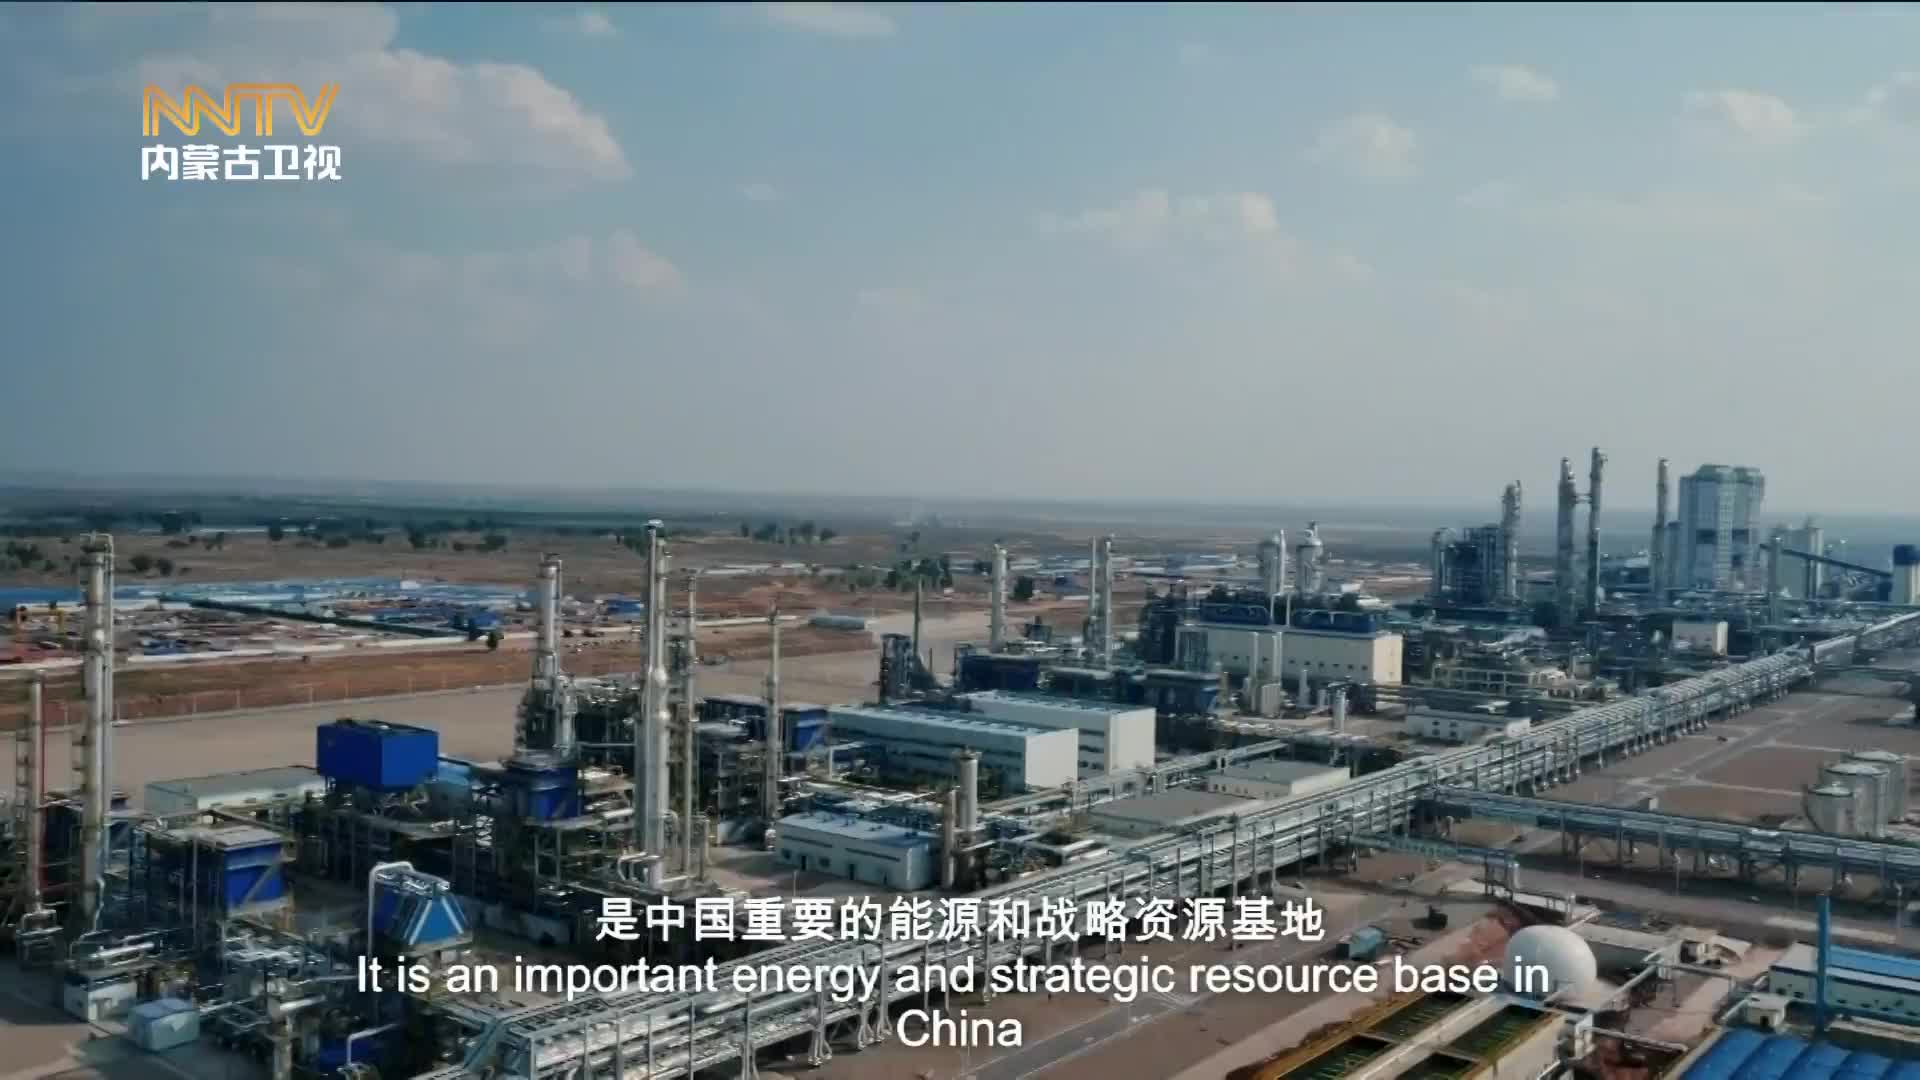 NNTV
内蒙古卫视
是中国重要的能源和战略资源基地
It is an important energy and strategic resource base in
China